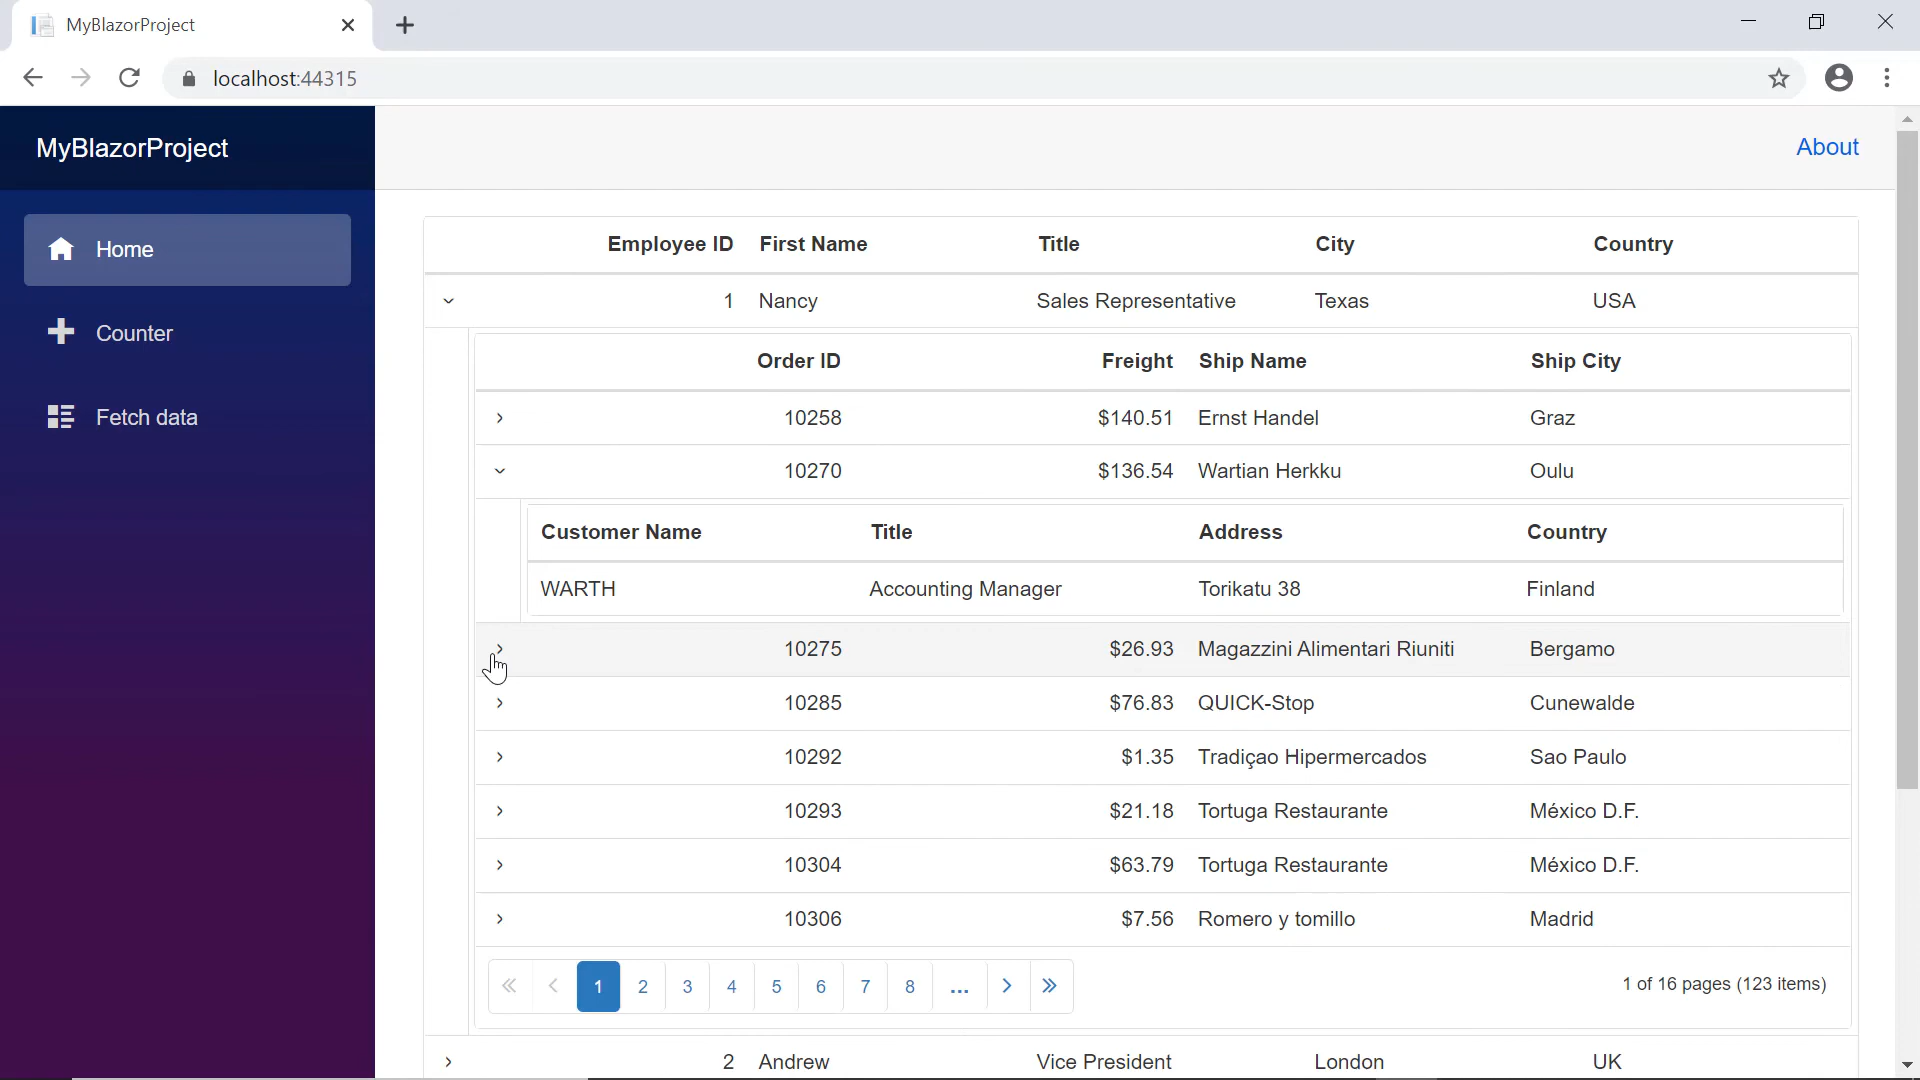 MyBlazorProject
localhost:44315
MyBlazorProject
About
Home
Counter
Fetch data
Employee ID First Name Title City Country
1 Nancy Sales Representative Texas USA
Order ID Freight Ship Name Ship City
10258 $140.51 Ernst Handel Graz
10270 $136.54 Wartian Herkku Oulu
Customer Name Title Address Country
WARTH Accounting Manager Torikatu 38 Finland
10275 $26.93 Magazzini Alimentari Riuniti Bergamo
10285 $76.83 QUICK-Stop Cunewalde
10292 $1.35 Tradiçao Hipermercados Sao Paulo
10293 $21.18 Tortuga Restaurante México D.F.
10304 $63.79 Tortuga Restaurante México D.F.
10306 $7.56 Romero y tomillo Madrid
1 2 3 4 5 6 7 8 ... 1 of 16 pages (123 items)
2 Andrew Vice President London UK